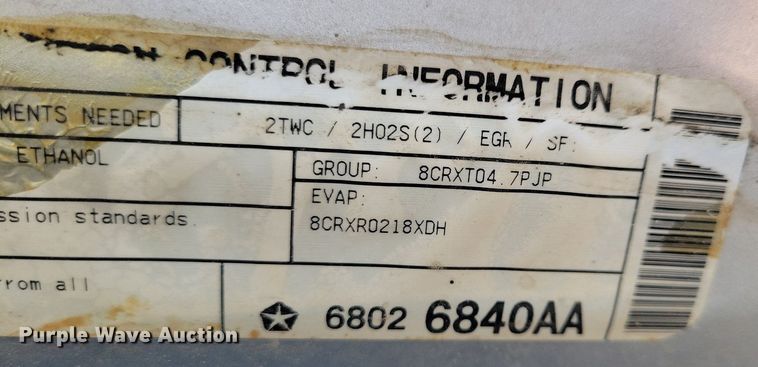 CONTROL INFORMATION
MENTS NEEDED
2TWC / 2HO2S(2) / EGR / SF
ETHANOL
GROUP: 8CRXT04.7PJP
EVAP:
8CRXR0218XDH
ssion standards
rom all
6802 6840AA
Purple Wave Auction